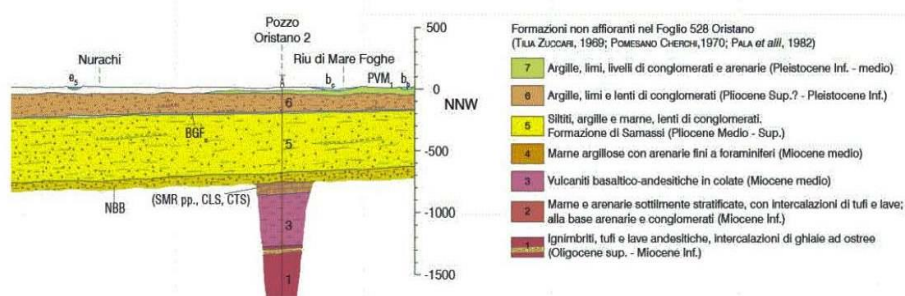 Pozzo
Oristano 2
Nurachi
Riu di Mare Foghe
e5
b
PVM1
b
500
0
NNW
-500
-1000
-1500
6
BGF
5
NBB
(SMR pp., CLS, CTS)
3
1
Formazioni non affioranti nel Foglio 528 Oristano
(TILIA ZUCCARI, 1969; POMESANO CHERCHI,1970; PALA et alii, 1982)
7 Argille, limi, livelli di conglomerati e arenarie (Pleistocene Inf. - medio)
6 Argille, limi e lenti di conglomerati (Pliocene Sup.? - Pleistocene Inf.)
5 Siltiti, argille e marne, lenti di conglomerati.
Formazione di Samassi (Pliocene Medio - Sup.)
4 Marne argillose con arenarie fini a foraminiferi (Miocene medio)
3 Vulcaniti basaltico-andesitiche in colate (Miocene medio)
2 Marne e arenarie sottilmente stratificate, con intercalazioni di tufi e lave;
alla base arenarie e conglomerati (Miocene Inf.)
1 Ignimbriti, tufi e lave andesitiche, intercalazioni di ghiaie ad ostree
(Oligocene sup. - Miocene Inf.)